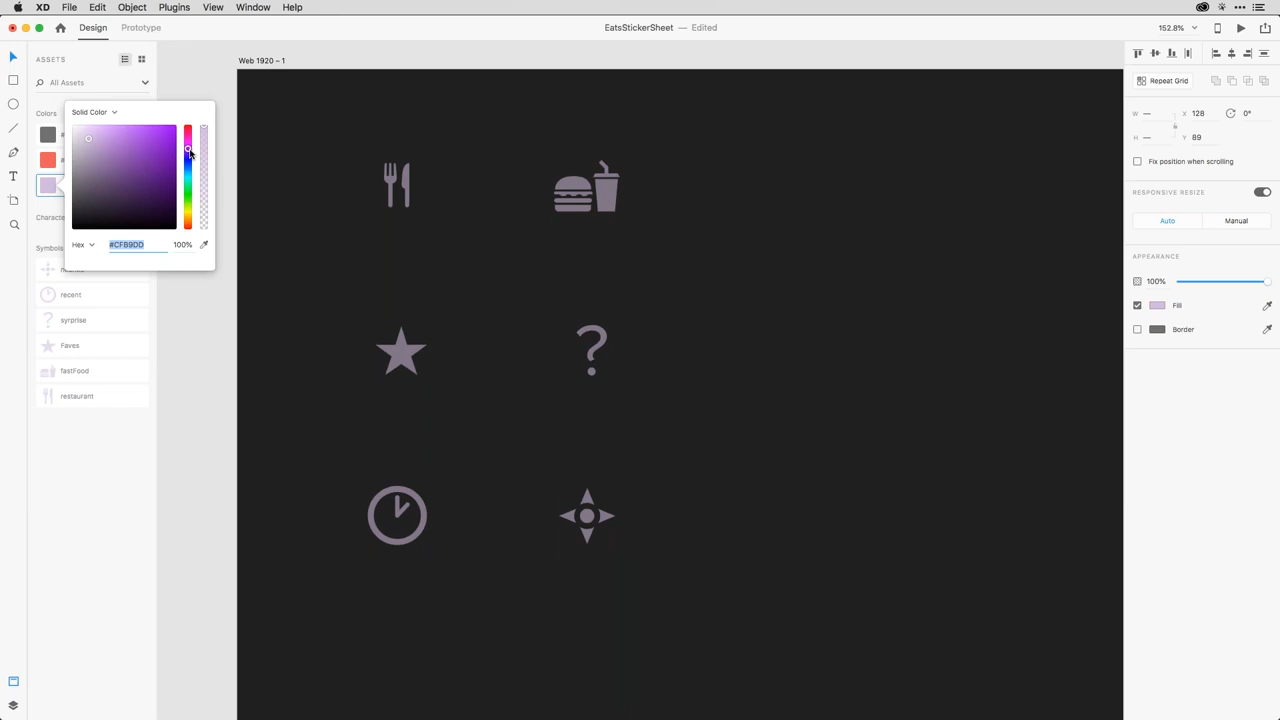 XD File Edit Object Plugins View Window Help
Design Prototype EatsStickerSheet – Edited 152.8%
ASSETS
All Assets
Colors
#
#
Characte
Symbols
recent
syrprise
Faves
fastFood
restaurant
Solid Color
Hex #CFB9DD 100%
Web 1920 – 1
Repeat Grid
W — X 128 0°
H — Y 89
Fix position when scrolling
RESPONSIVE RESIZE
Auto Manual
APPEARANCE
100%
Fill
Border